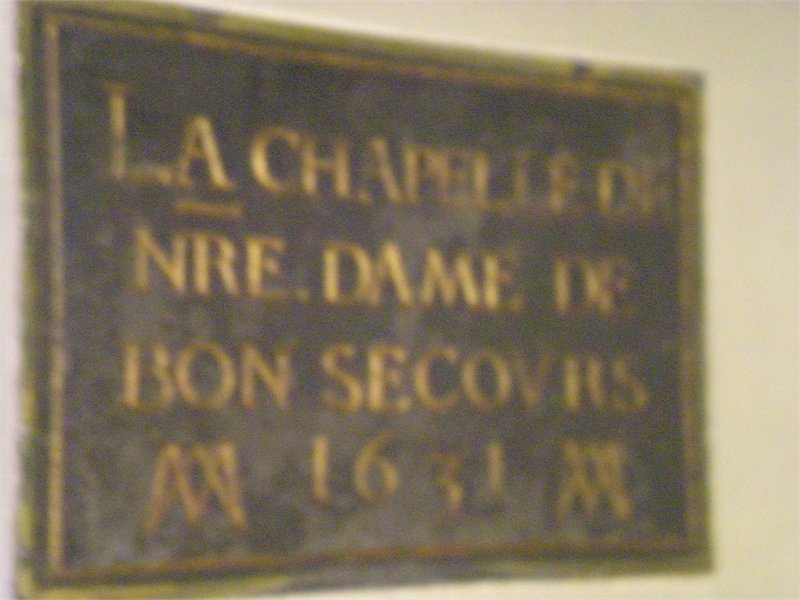 LA CHAPELLE DE
NRE. DAME DE
BON SECOVRS
1631